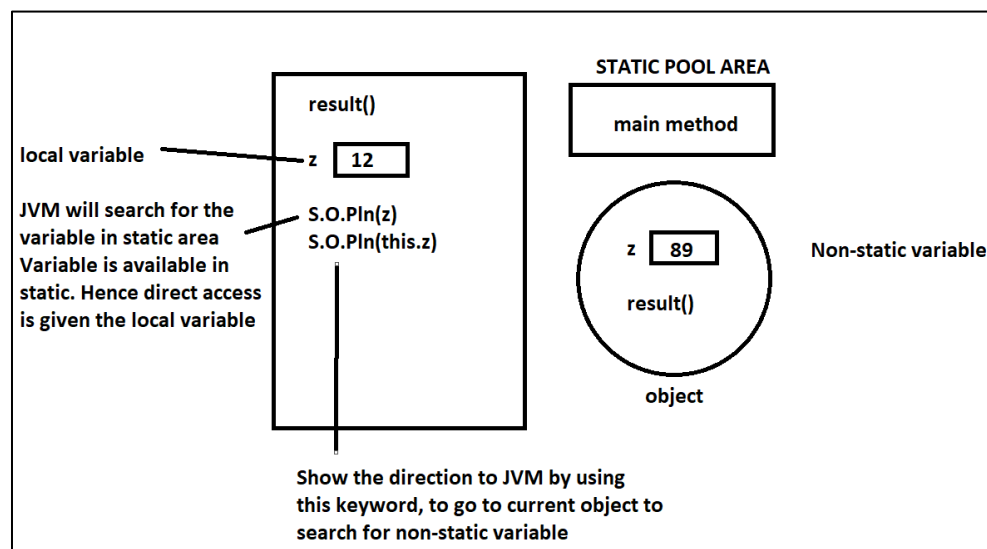 STATIC POOL AREA
result()
main method
local variable
z 12
JVM will search for the
variable in static area
Variable is available in
static. Hence direct access
is given the local variable
S.O.Pln(z)
S.O.Pln(this.z)
z 89
Non-static variable
result()
object
Show the direction to JVM by using
this keyword, to go to current object to
search for non-static variable